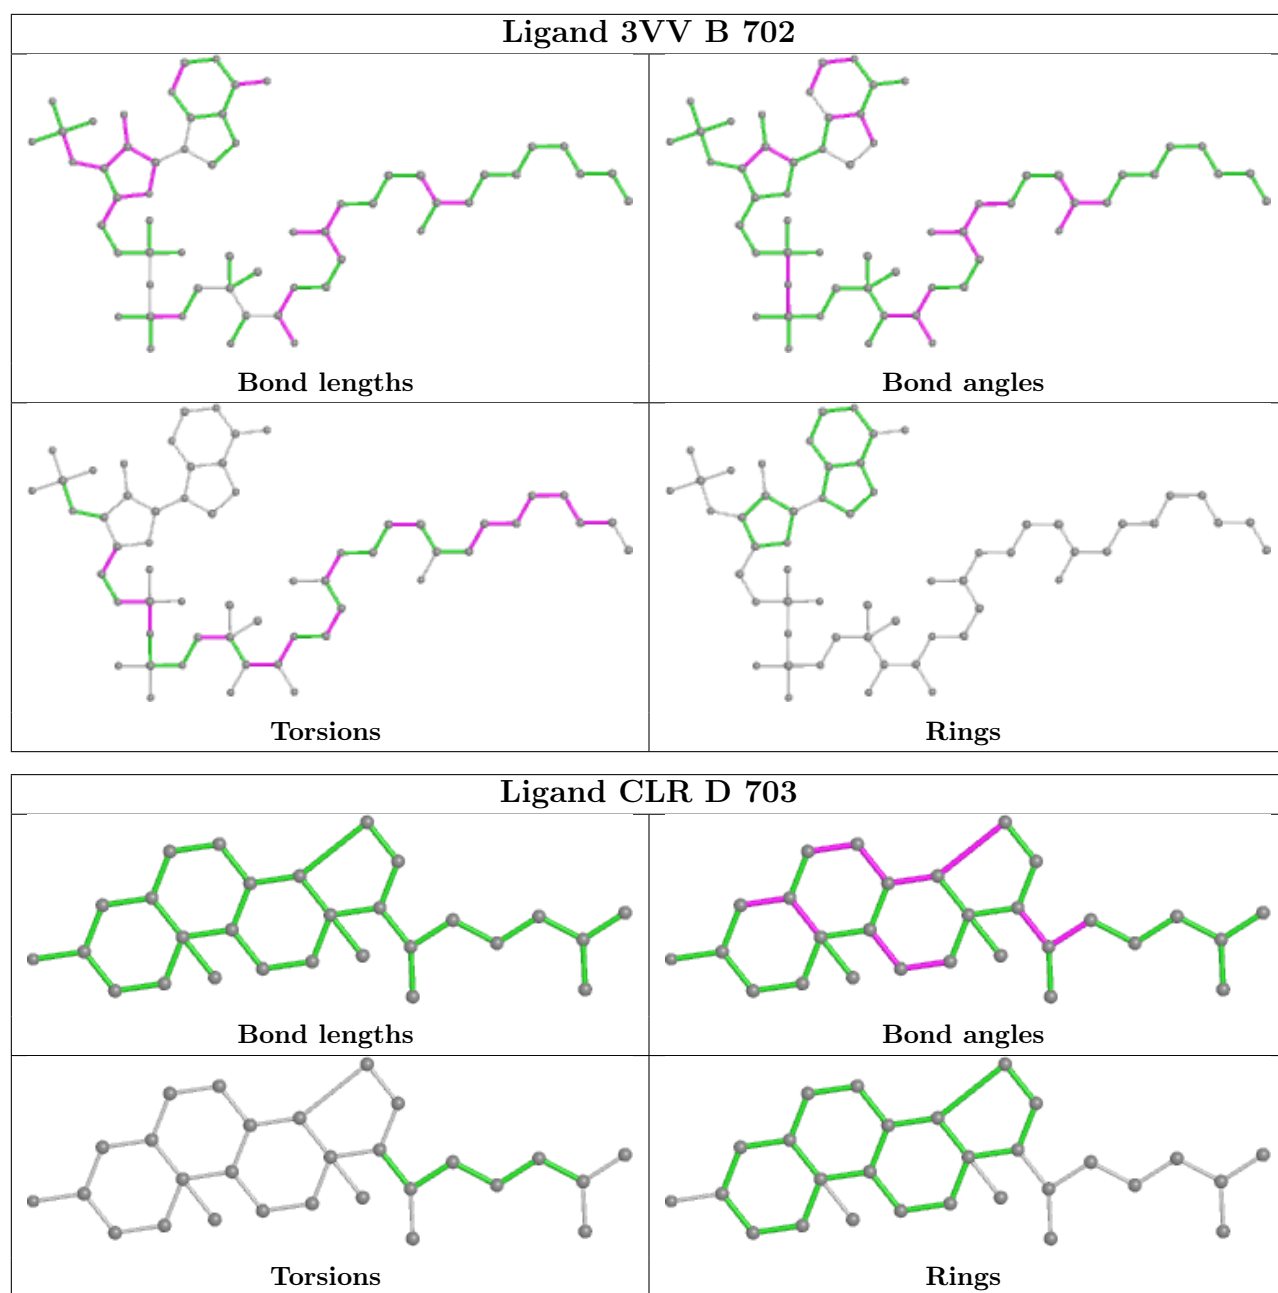 Ligand 3VV B 702
Bond lengths
Bond angles
Torsions
Rings
Ligand CLR D 703
Bond lengths
Bond angles
Torsions
Rings